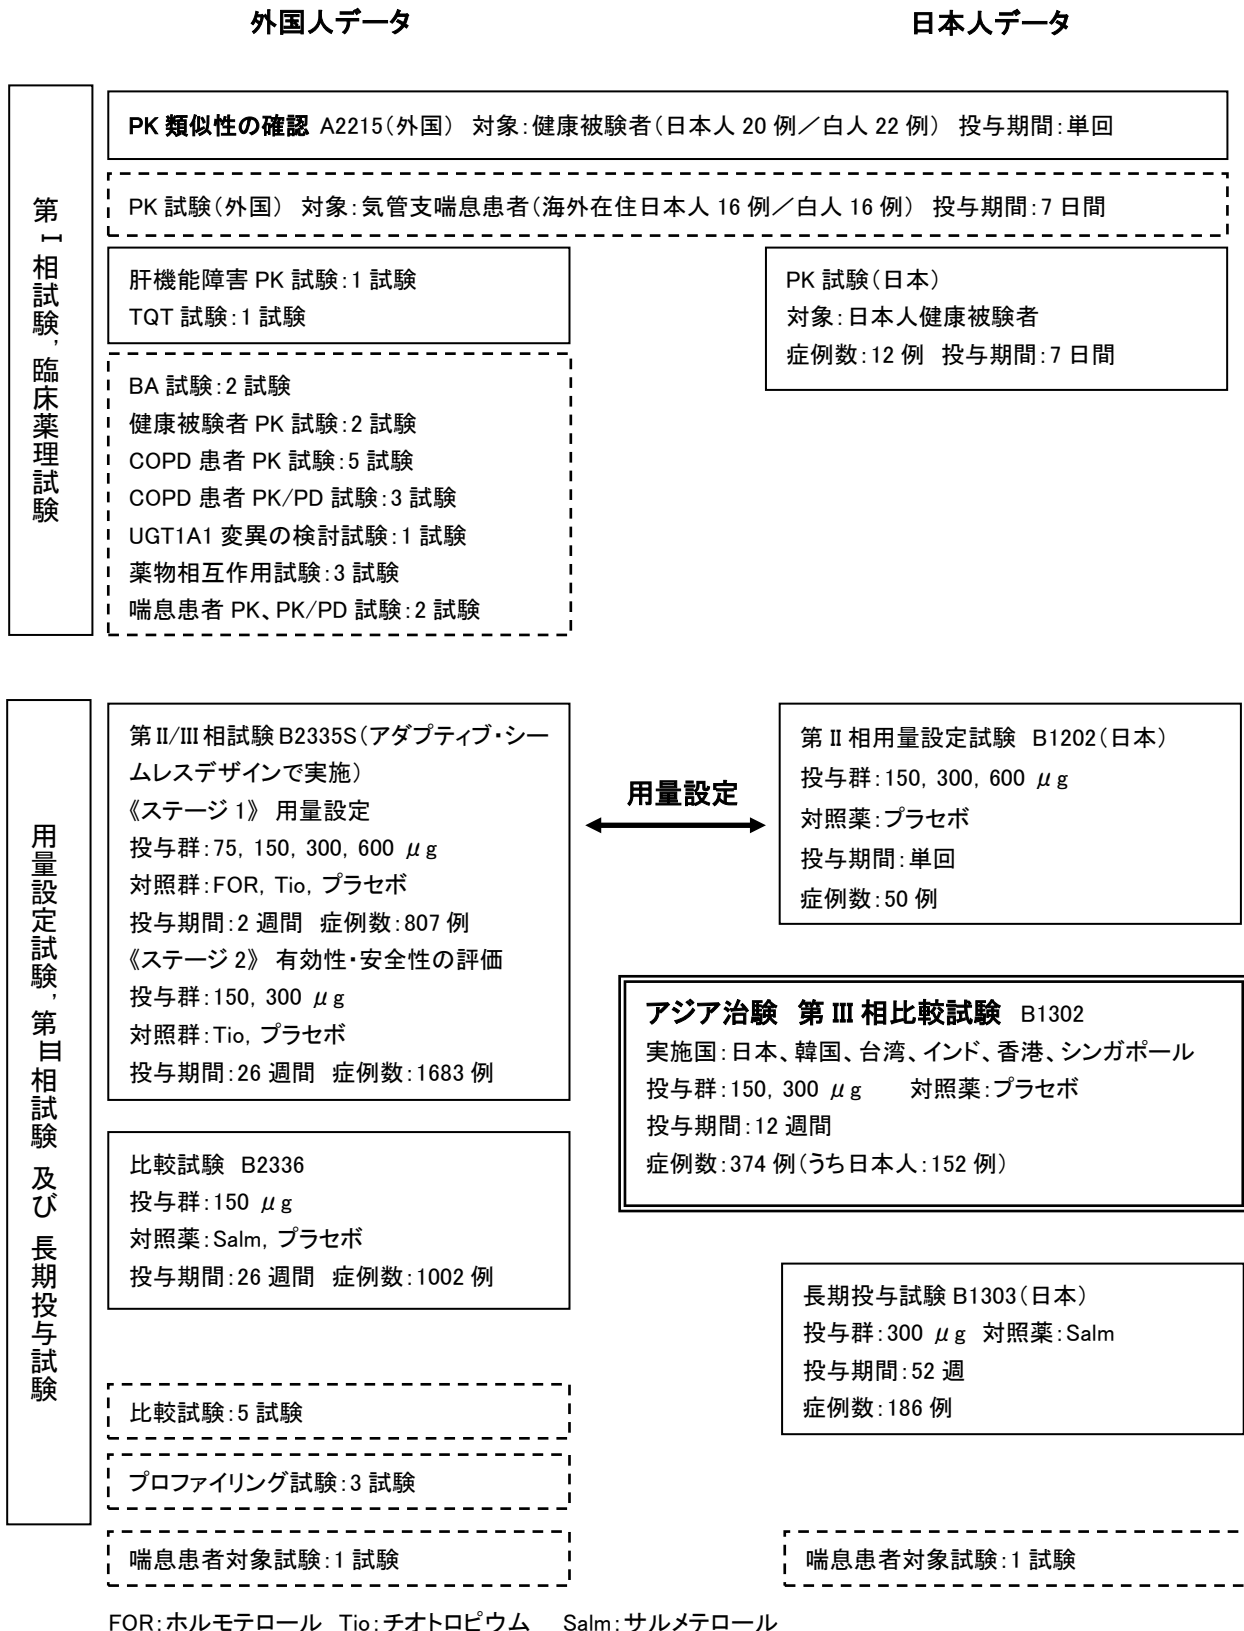 外国人データ
日本人データ
第 I 相試験, 臨床薬理試験
PK 類似性の確認 A2215(外国) 対象:健康被験者(日本人 20 例/白人 22 例) 投与期間:単回
PK 試験(外国) 対象:気管支喘息患者(海外在住日本人 16 例/白人 16 例) 投与期間:7 日間
肝機能障害 PK 試験:1 試験
TQT 試験:1 試験
PK 試験(日本)
対象:日本人健康被験者
症例数:12 例 投与期間:7 日間
BA 試験:2 試験
健康被験者 PK 試験:2 試験
COPD 患者 PK 試験:5 試験
COPD 患者 PK/PD 試験:3 試験
UGT1A1 変異の検討試験:1 試験
薬物相互作用試験:3 試験
喘息患者 PK、PK/PD 試験:2 試験
用量設定試験, 第 III 相試験 及び 長期投与試験
第 II/III 相試験 B2335S(アダプティブ・シー
ムレスデザインで実施)
《ステージ 1》 用量設定
投与群:75, 150, 300, 600 μg
対照群:FOR, Tio, プラセボ
投与期間:2 週間 症例数:807 例
《ステージ 2》 有効性・安全性の評価
投与群:150, 300 μg
対照群:Tio, プラセボ
投与期間:26 週間 症例数:1683 例
用量設定
第 II 相用量設定試験 B1202(日本)
投与群:150, 300, 600 μg
対照薬:プラセボ
投与期間:単回
症例数:50 例
アジア治験 第 III 相比較試験 B1302
実施国:日本、韓国、台湾、インド、香港、シンガポール
投与群:150, 300 μg 対照薬:プラセボ
投与期間:12 週間
症例数:374 例(うち日本人:152 例)
比較試験 B2336
投与群:150 μg
対照薬:Salm, プラセボ
投与期間:26 週間 症例数:1002 例
長期投与試験 B1303(日本)
投与群:300 μg 対照薬:Salm
投与期間:52 週
症例数:186 例
比較試験:5 試験
プロファイリング試験:3 試験
喘息患者対象試験:1 試験
喘息患者対象試験:1 試験
FOR:ホルモテロール Tio:チオトロピウム Salm:サルメテロール